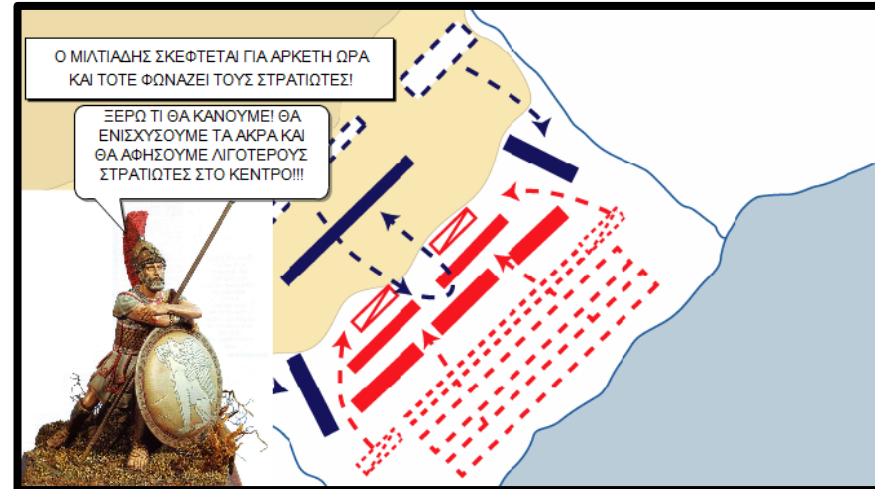 Ο ΜΙΛΤΙΑΔΗΣ ΣΚΕΦΤΕΤΑΙ ΓΙΑ ΑΡΚΕΤΗ ΩΡΑ
ΚΑΙ ΤΟΤΕ ΦΩΝΑΖΕΙ ΤΟΥΣ ΣΤΡΑΤΙΩΤΕΣ!
ΞΕΡΩ ΤΙ ΘΑ ΚΑΝΟΥΜΕ! ΘΑ
ΕΝΙΣΧΥΣΟΥΜΕ ΤΑ ΑΚΡΑ ΚΑΙ
ΘΑ ΑΦΗΣΟΥΜΕ ΛΙΓΟΤΕΡΟΥΣ
ΣΤΡΑΤΙΩΤΕΣ ΣΤΟ ΚΕΝΤΡΟ!!!